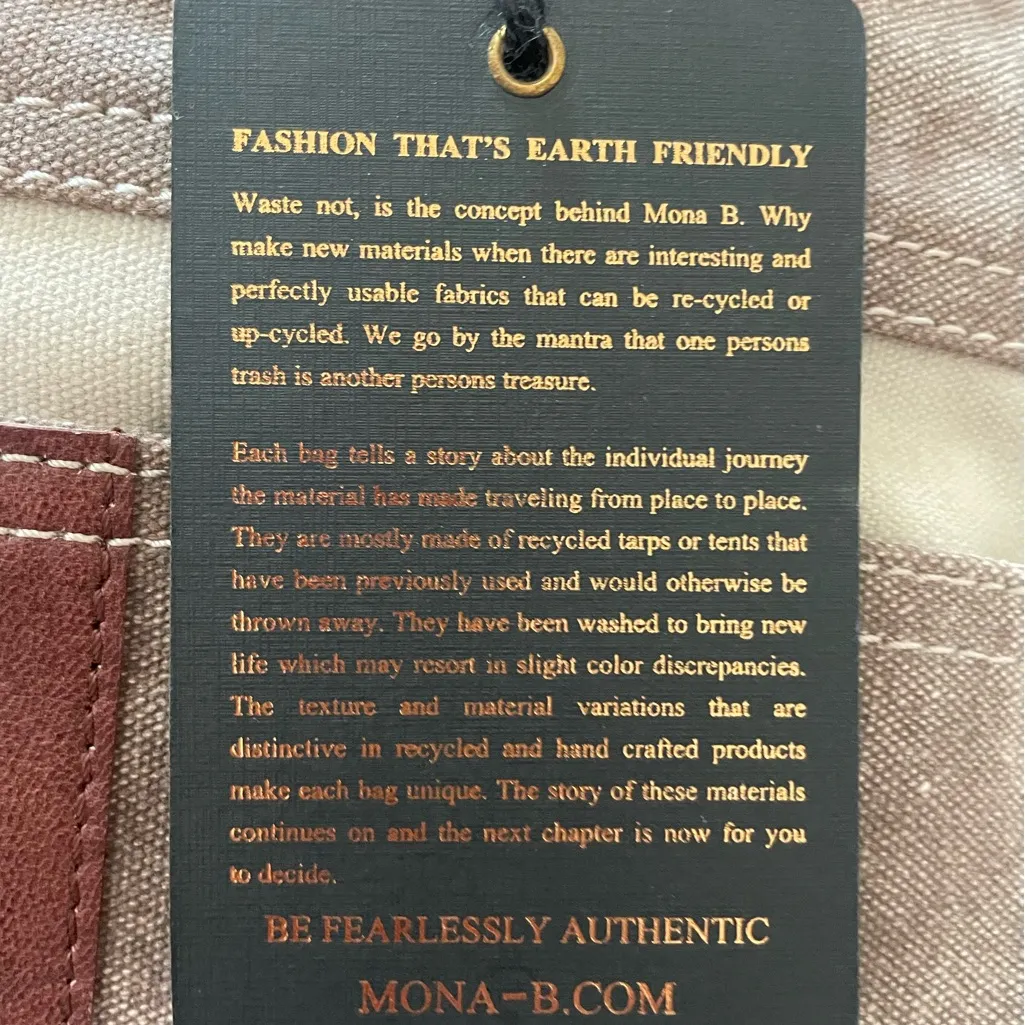 FASHION THAT'S EARTH FRIENDLY
Waste not, is the concept behind Mona B. Why
make new materials when there are interesting and
perfectly usable fabrics that can be re-cycled or
up-cycled. We go by the mantra that one persons
trash is another persons treasure.
Each bag tells a story about the individual journey
the material has made traveling from place to place.
They are mostly made of recycled tarps or tents that
have been previously used and would otherwise be
thrown away. They have been washed to bring new
life which may resort in slight color discrepancies.
The texture and material variations that are
distinctive in recycled and hand crafted products
make each bag unique. The story of these materials
continues on and the next chapter is now for you
to decide.
BE FEARLESSLY AUTHENTIC
MONA-B.COM